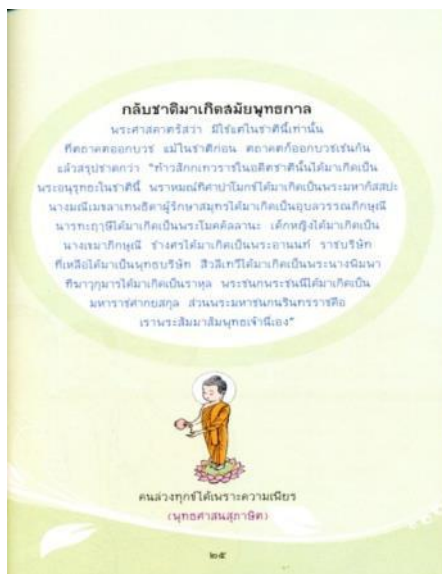 กลับชาติมาเกิดสมัยพุทธกาล
พระศาสดาตรัสว่า มิใช่แต่ในชาตินี้เท่านั้น
ที่ตถาคตออกบวช แม้ในชาติก่อน ตถาคตก็ออกบวชเช่นกัน
แล้วสรุปชาดกว่า "ท้าวสักกเทวราชในอดีตชาตินั้นได้มาเกิดเป็น
พระอนุรุทธะในชาตินี้ พราหมณ์ทิศาปาโมกข์ได้มาเกิดเป็นพระมหากัสสปะ
นางมณีเมขลาเทพธิดาผู้รักษาสมุทรได้มาเกิดเป็นอุบลวรรณภิกษุณี
นารทะฤๅษีได้มาเกิดเป็นพระโมคคัลลานะ เด็กหญิงได้มาเกิดเป็น
นางเขมาภิกษุณี ช่างศรได้มาเกิดเป็นพระอานนท์ ราชบริษัท
ที่เหลือได้มาเป็นพุทธบริษัท สีวลีเทวีได้มาเกิดเป็นพระนางพิมพา
ทีฆาวุกุมารได้มาเกิดเป็นราหุล พระชนกพระชนนีได้มาเกิดเป็น
มหาราชศากยสกุล ส่วนพระมหาชนกนรินทรราชคือ
เราพระสัมมาสัมพุทธเจ้านี่เอง"
คนล่วงทุกข์ได้เพราะความเพียร
(พุทธศาสนสุภาษิต)
๒๕